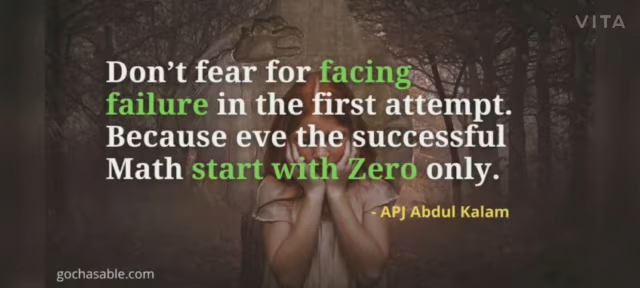 VITA
Don't fear for facing
failure in the first attempt.
Because eve the successful
Math start with Zero only.
- APJ Abdul Kalam
gochasable.com